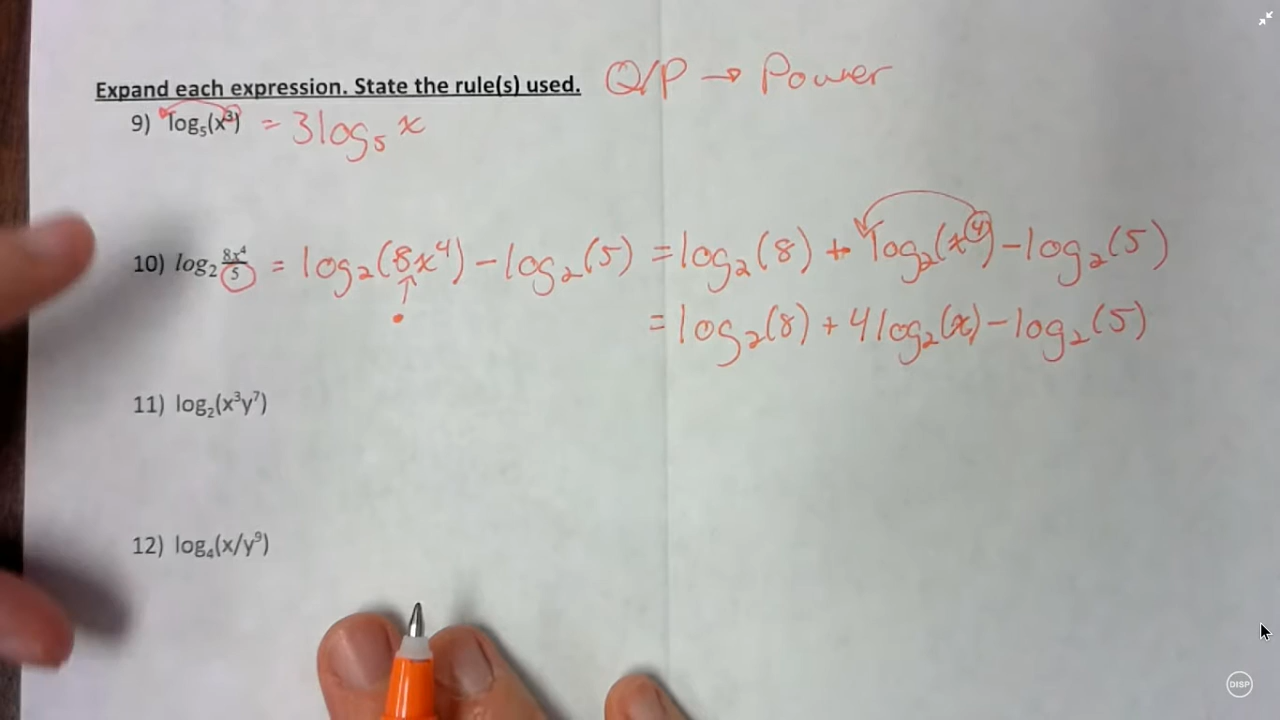 Expand each expression. State the rule(s) used. Q/P → Power
9) log₅(x³) = 3log₅ x
10) log₂ 8x⁴/5 = log₂(8x⁴) - log₂(5) = log₂(8) + log₂(x⁴) - log₂(5)
= log₂(8) + 4log₂(x) - log₂(5)
11) log₂(x³y⁷)
12) log₄(x/y⁹)
DISP